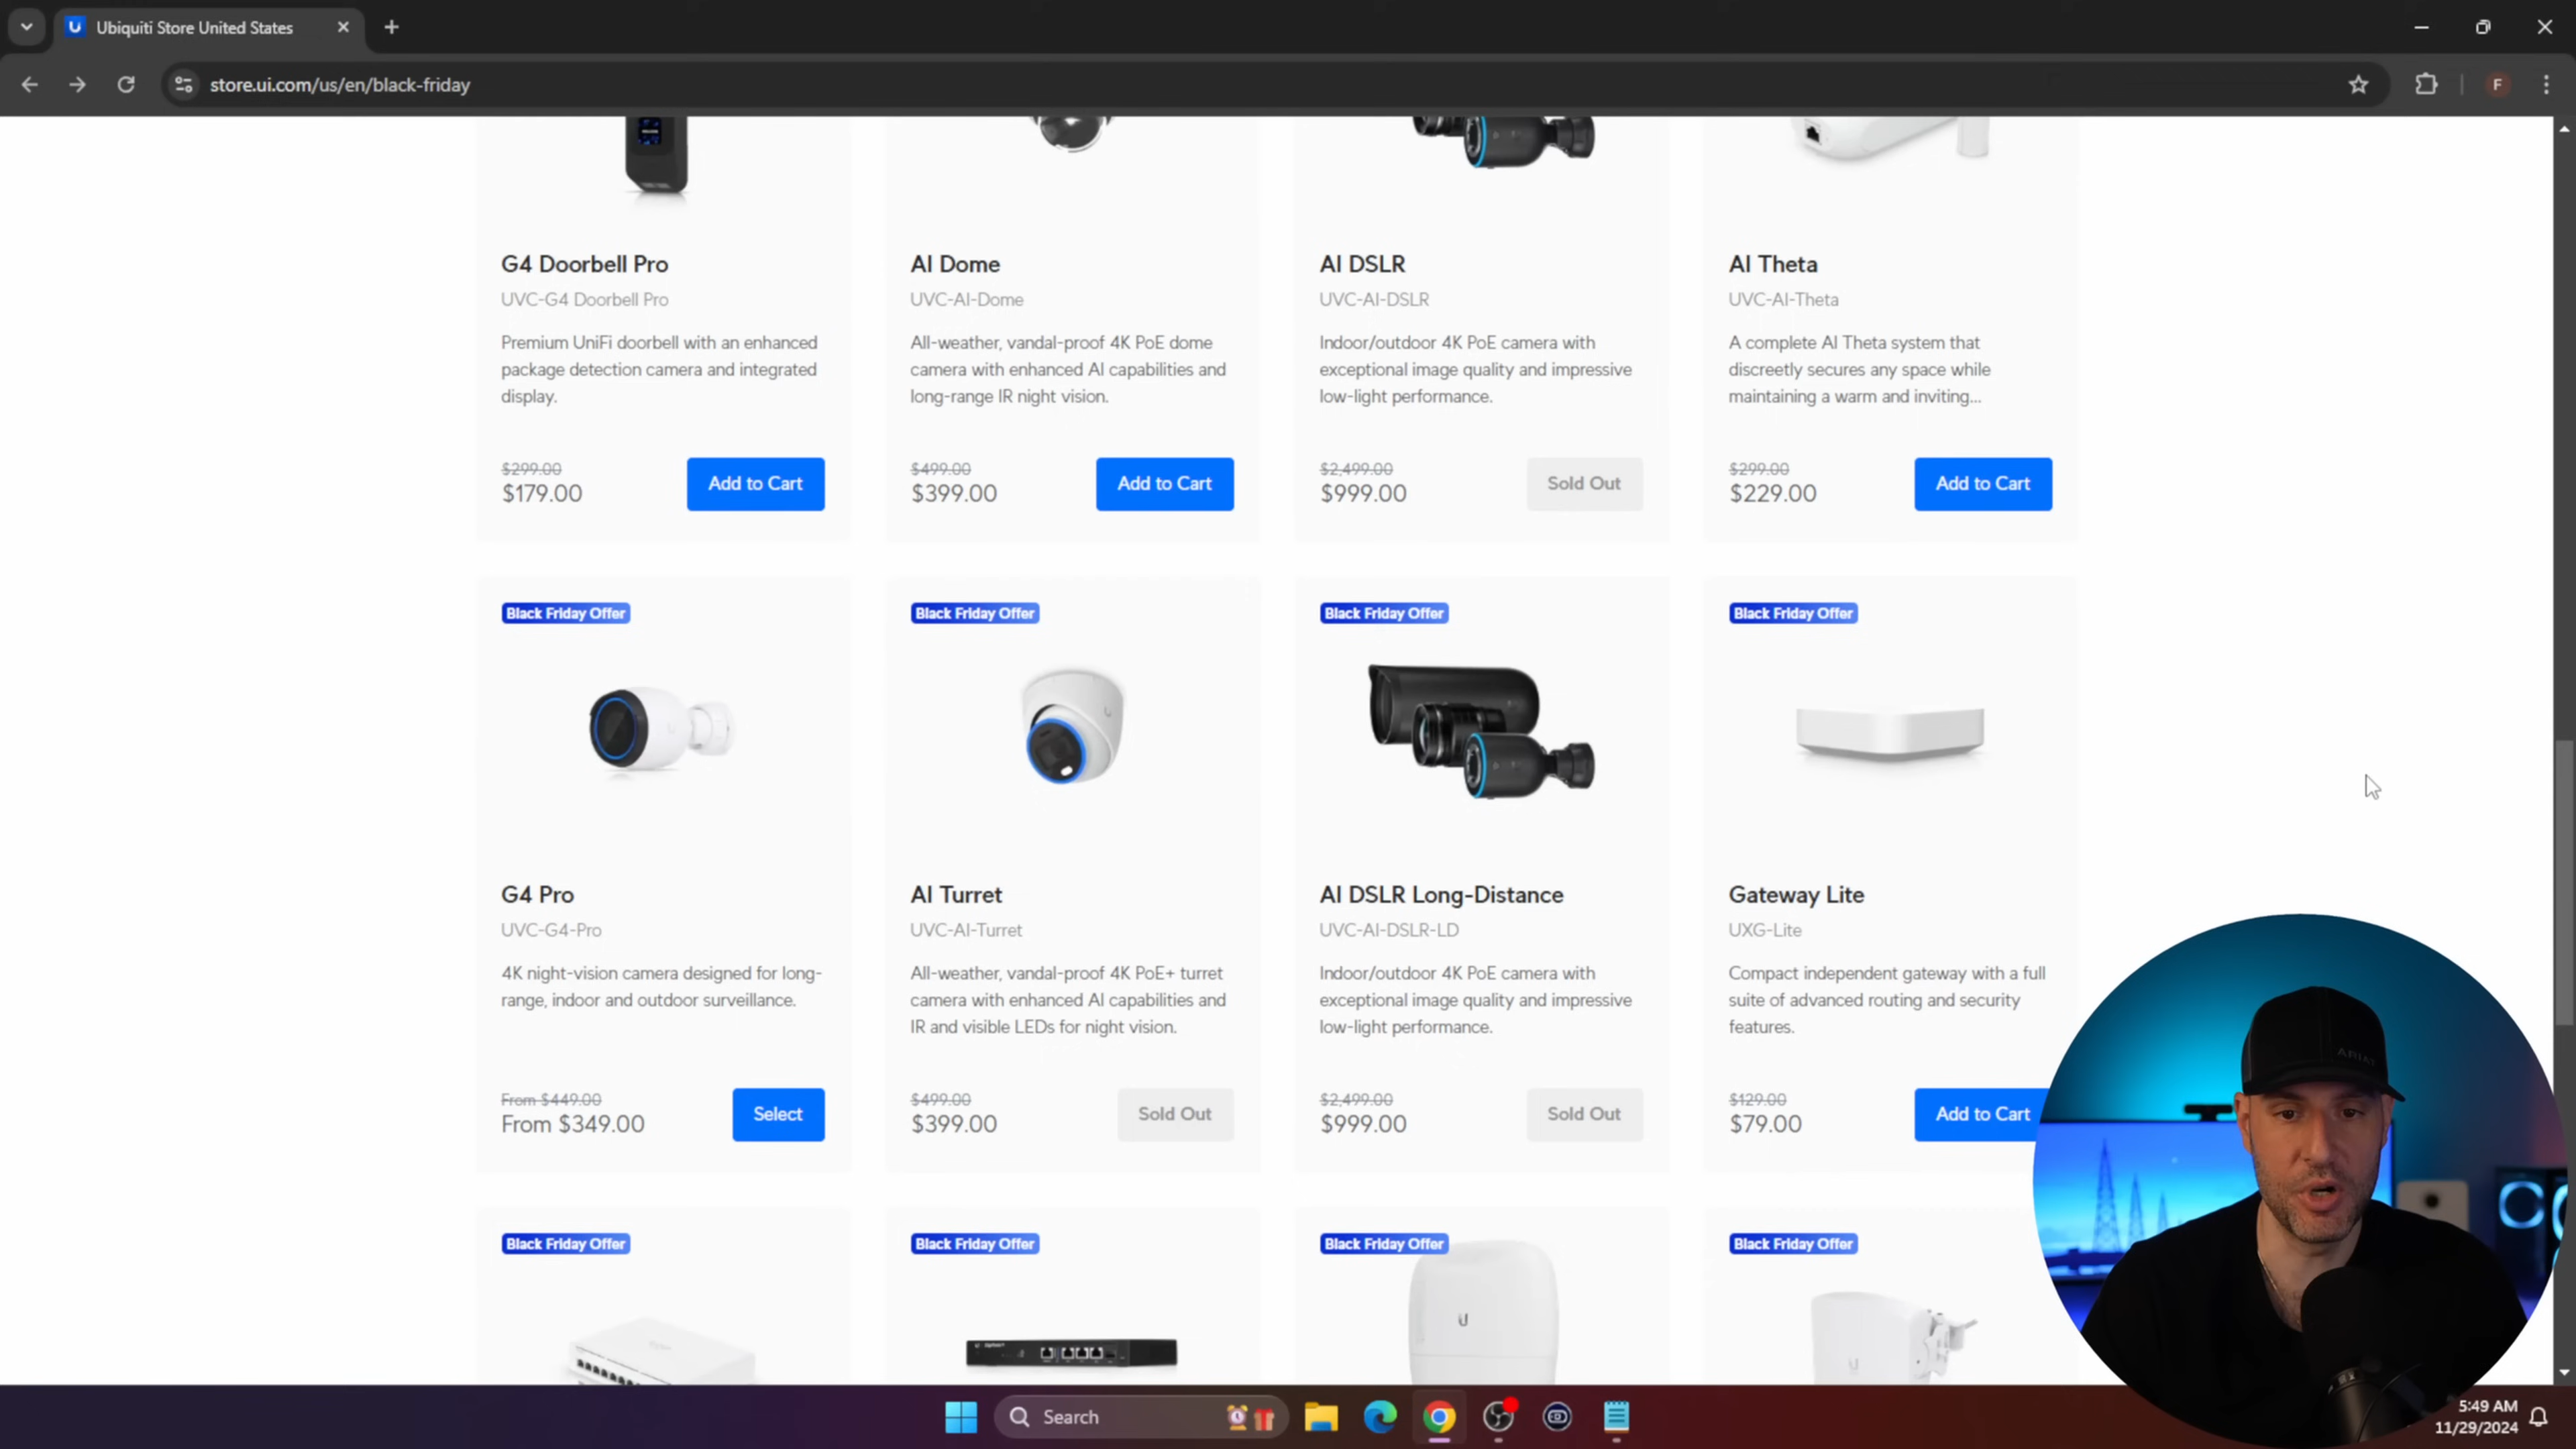 Ubiquiti Store United States
store.ui.com/us/en/black-friday
F
G4 Doorbell Pro
UVC-G4 Doorbell Pro
Premium UniFi doorbell with an enhanced
package detection camera and integrated
display.
$299.00
$179.00
Add to Cart
AI Dome
UVC-AI-Dome
All-weather, vandal-proof 4K PoE dome
camera with enhanced AI capabilities and
long-range IR night vision.
$499.00
$399.00
Add to Cart
AI DSLR
UVC-AI-DSLR
Indoor/outdoor 4K PoE camera with
exceptional image quality and impressive
low-light performance.
$2,499.00
$999.00
Sold Out
AI Theta
UVC-AI-Theta
A complete AI Theta system that
discreetly secures any space while
maintaining a warm and inviting...
$299.00
$229.00
Add to Cart
Black Friday Offer
G4 Pro
UVC-G4-Pro
4K night-vision camera designed for long-
range, indoor and outdoor surveillance.
From $449.00
From $349.00
Select
Black Friday Offer
AI Turret
UVC-AI-Turret
All-weather, vandal-proof 4K PoE+ turret
camera with enhanced AI capabilities and
IR and visible LEDs for night vision.
$499.00
$399.00
Sold Out
Black Friday Offer
AI DSLR Long-Distance
UVC-AI-DSLR-LD
Indoor/outdoor 4K PoE camera with
exceptional image quality and impressive
low-light performance.
$2,499.00
$999.00
Sold Out
Black Friday Offer
Gateway Lite
UXG-Lite
Compact independent gateway with a full
suite of advanced routing and security
features.
$129.00
$79.00
Add to Cart
Black Friday Offer
Black Friday Offer
Black Friday Offer
Black Friday Offer
ARIAT
Search
5:49 AM
11/29/2024